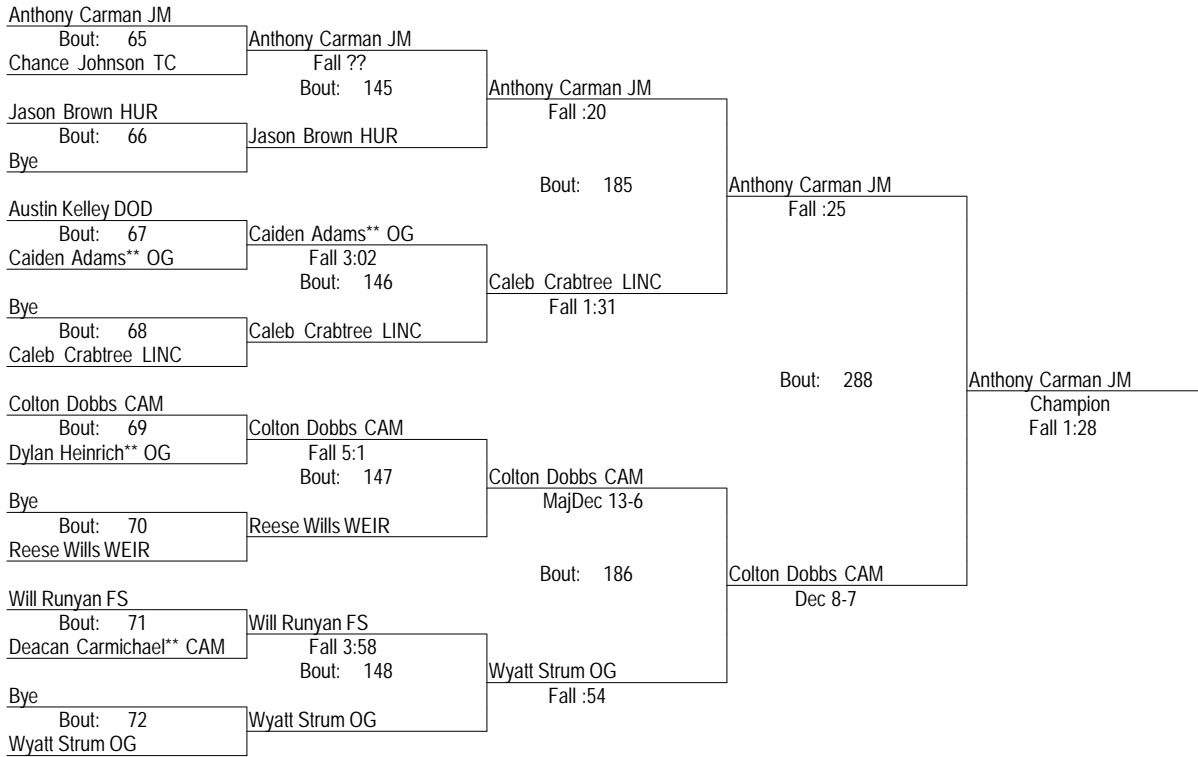 Anthony Carman JM
Bout: 65
Chance Johnson TC
Jason Brown HUR
Bout: 66
Bye
Austin Kelley DOD
Bout: 67
Caiden Adams** OG
Bye
Bout: 68
Caleb Crabtree LINC
Colton Dobbs CAM
Bout: 69
Dylan Heinrich** OG
Bye
Bout: 70
Reese Wills WEIR
Will Runyan FS
Bout: 71
Deacan Carmichael** CAM
Bye
Bout: 72
Wyatt Strum OG
Anthony Carman JM
Fall ??
Bout: 145
Jason Brown HUR
Caiden Adams** OG
Fall 3:02
Bout: 146
Caleb Crabtree LINC
Colton Dobbs CAM
Fall 5:1
Bout: 147
Reese Wills WEIR
Will Runyan FS
Fall 3:58
Bout: 148
Wyatt Strum OG
Anthony Carman JM
Fall :20
Bout: 185
Caleb Crabtree LINC
Fall 1:31
Colton Dobbs CAM
MajDec 13-6
Bout: 186
Wyatt Strum OG
Fall :54
Anthony Carman JM
Fall :25
Bout: 288
Colton Dobbs CAM
Dec 8-7
Anthony Carman JM
Champion
Fall 1:28